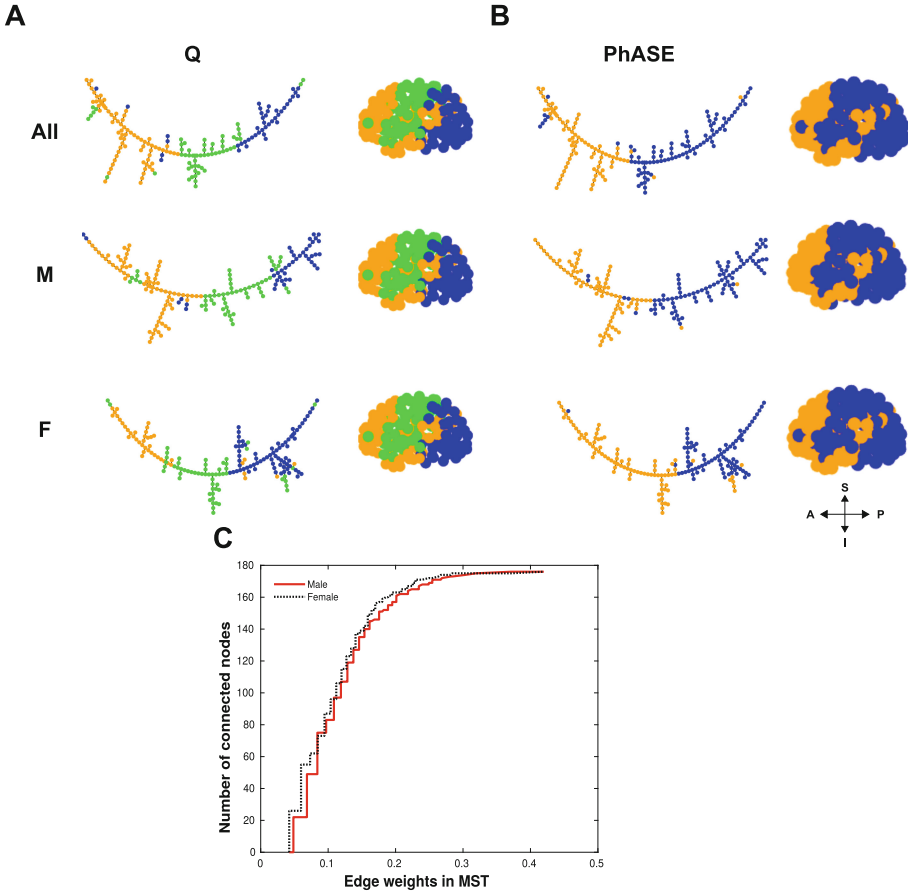 A
B
Q
PhASE
All
M
F
S
A
P
I
C
180
160
140
120
100
80
60
40
20
0
Number of connected nodes
Male
Female
0
0.1
0.2
0.3
0.4
0.5
Edge weights in MST